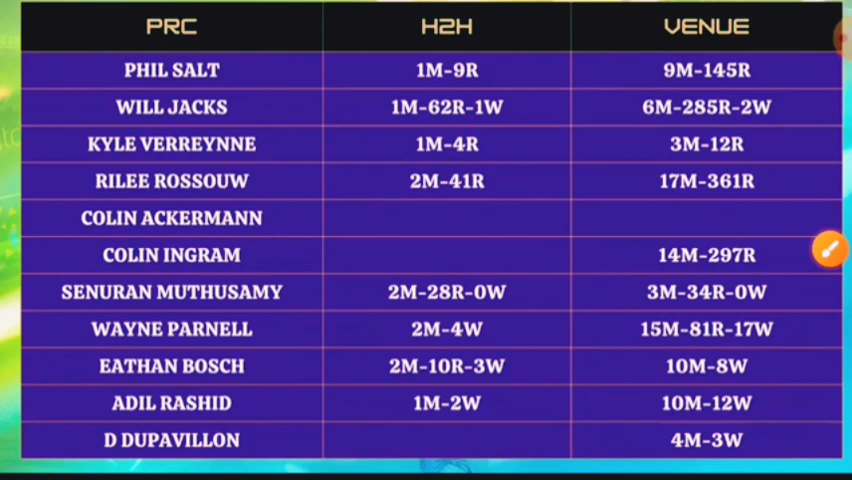 PRC H2H VENUE
PHIL SALT 1M-9R 9M-145R
WILL JACKS 1M-62R-1W 6M-285R-2W
KYLE VERREYNNE 1M-4R 3M-12R
RILEE ROSSOUW 2M-41R 17M-361R
COLIN ACKERMANN
COLIN INGRAM 14M-297R
SENURAN MUTHUSAMY 2M-28R-0W 3M-34R-0W
WAYNE PARNELL 2M-4W 15M-81R-17W
EATHAN BOSCH 2M-10R-3W 10M-8W
ADIL RASHID 1M-2W 10M-12W
D DUPAVILLON 4M-3W